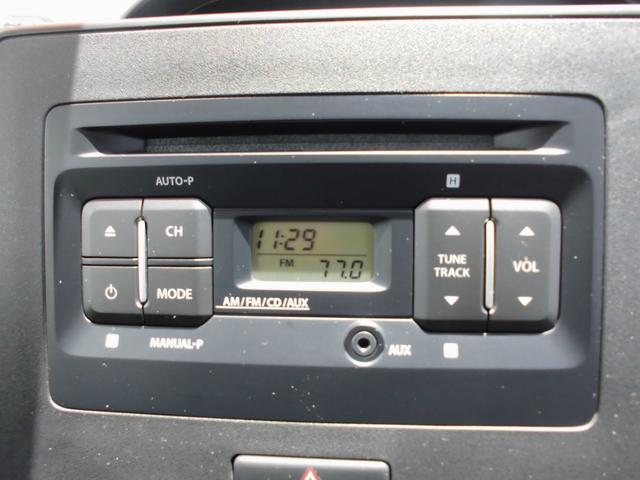 AUTO-P
H
CH
11:29
TUNE
TRACK
VOL
FM 77.0
MODE
AM/FM/CD/AUX
MANUAL-P
AUX